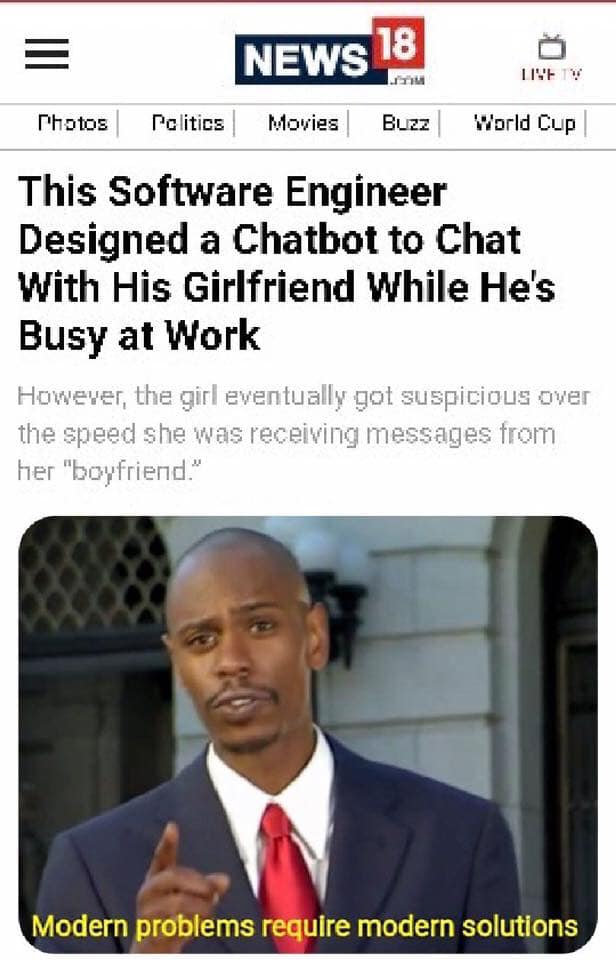 NEWS 18
.COM
LIVE TV
Photos | Politics | Movies | Buzz | World Cup |
This Software Engineer
Designed a Chatbot to Chat
With His Girlfriend While He's
Busy at Work
However, the girl eventually got suspicious over
the speed she was receiving messages from
her "boyfriend."
Modern problems require modern solutions